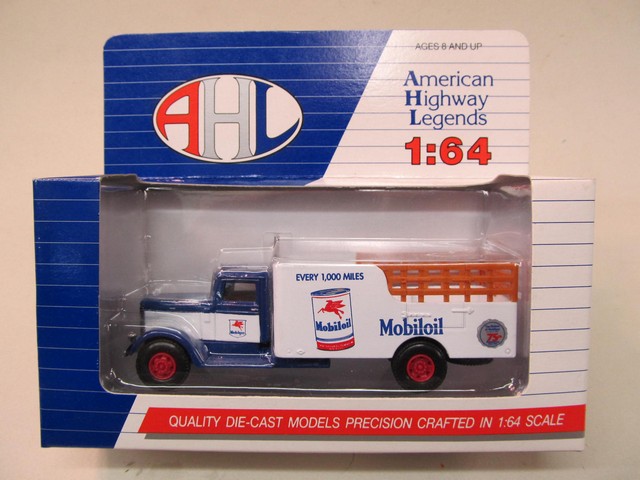 AGES 8 AND UP
AHL
American
Highway
Legends
1:64
EVERY 1,000 MILES
Mobiloil
Mobiloil
75
QUALITY DIE-CAST MODELS PRECISION CRAFTED IN 1:64 SCALE